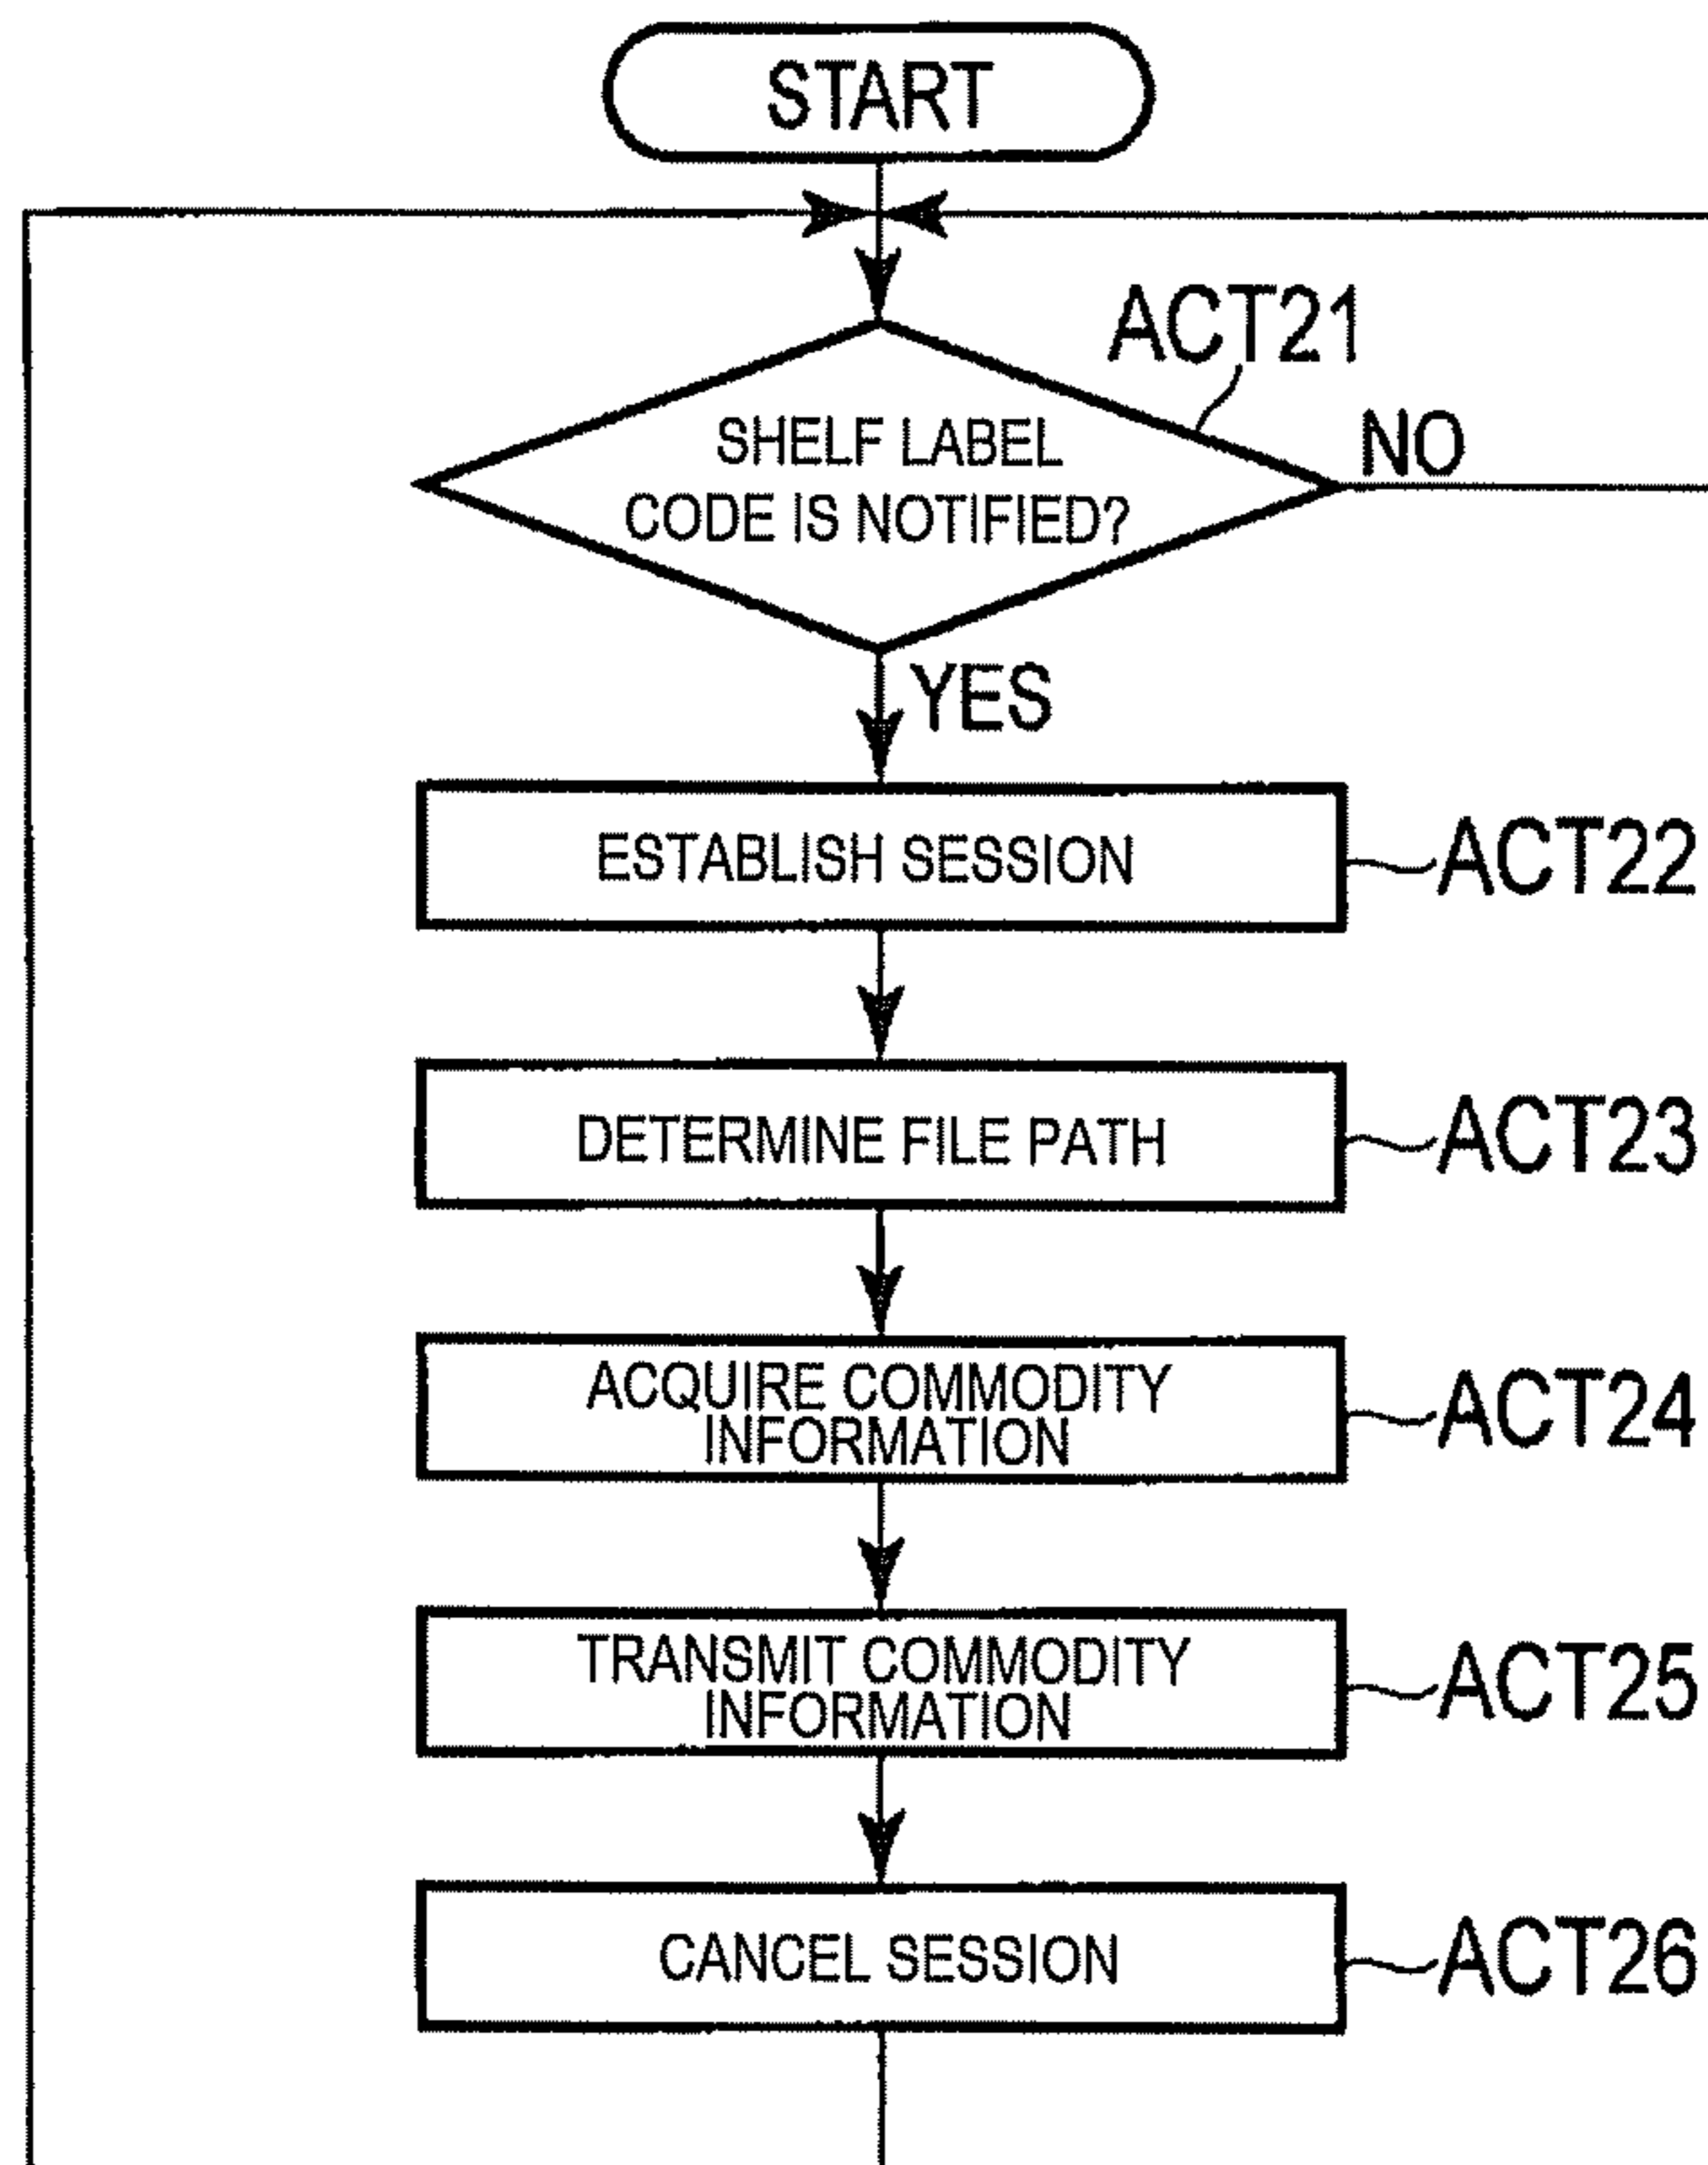 START
ACT21
SHELF LABEL
CODE IS NOTIFIED?
NO
YES
ESTABLISH SESSION
ACT22
DETERMINE FILE PATH
ACT23
ACQUIRE COMMODITY
INFORMATION
ACT24
TRANSMIT COMMODITY
INFORMATION
ACT25
CANCEL SESSION
ACT26